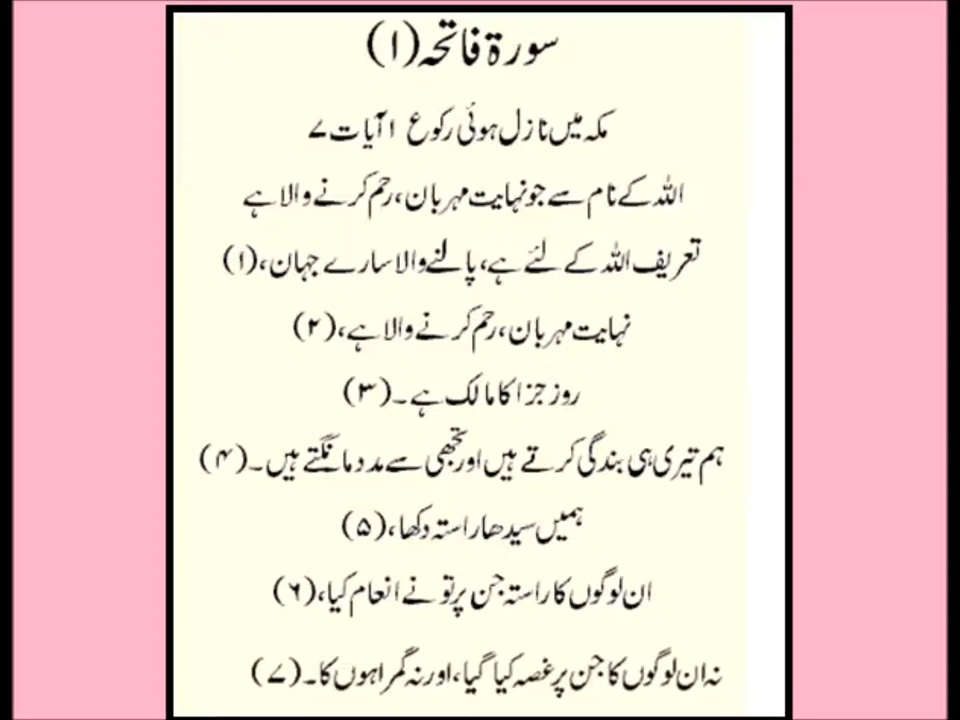 سورۃ فاتحہ (۱)
مکہ میں نازل ہوئی رکوع ۱ آیات ۷
اللہ کے نام سے جو نہایت مہربان، رحم کرنے والا ہے
تعریف اللہ کے لئے ہے، پالنے والا سارے جہان، (۱)
نہایت مہربان، رحم کرنے والا ہے، (۲)
روز جزا کا مالک ہے۔ (۳)
ہم تیری ہی بندگی کرتے ہیں اور تجھی سے مدد مانگتے ہیں۔ (۴)
ہمیں سیدھا راستہ دکھا، (۵)
ان لوگوں کا راستہ جن پر تو نے انعام کیا، (۶)
نہ ان لوگوں کا جن پر غصہ کیا گیا، اور نہ گمراہوں کا۔ (۷)